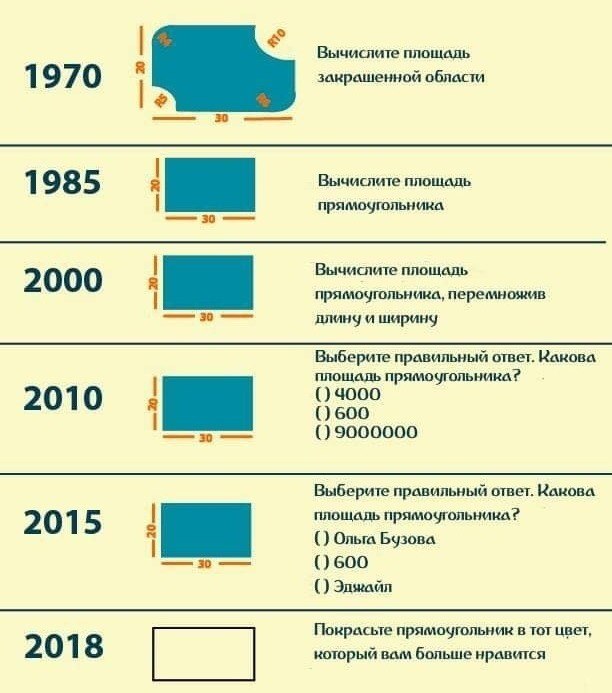 1970
20
R4
R10
R5
R6
30
Вычислите площадь
закрашенной области
1985
20
30
Вычислите площадь
прямоугольника
2000
20
30
Вычислите площадь
прямоугольника, перемножив
длину и ширину
2010
20
30
Выберите правильный ответ. Какова
площадь прямоугольника?
( ) 4000
( ) 600
( ) 9000000
2015
20
30
Выберите правильный ответ. Какова
площадь прямоугольника?
( ) Ольга Бузова
( ) 600
( ) Эджайл
2018
Покрасьте прямоугольник в тот цвет,
который вам больше нравится